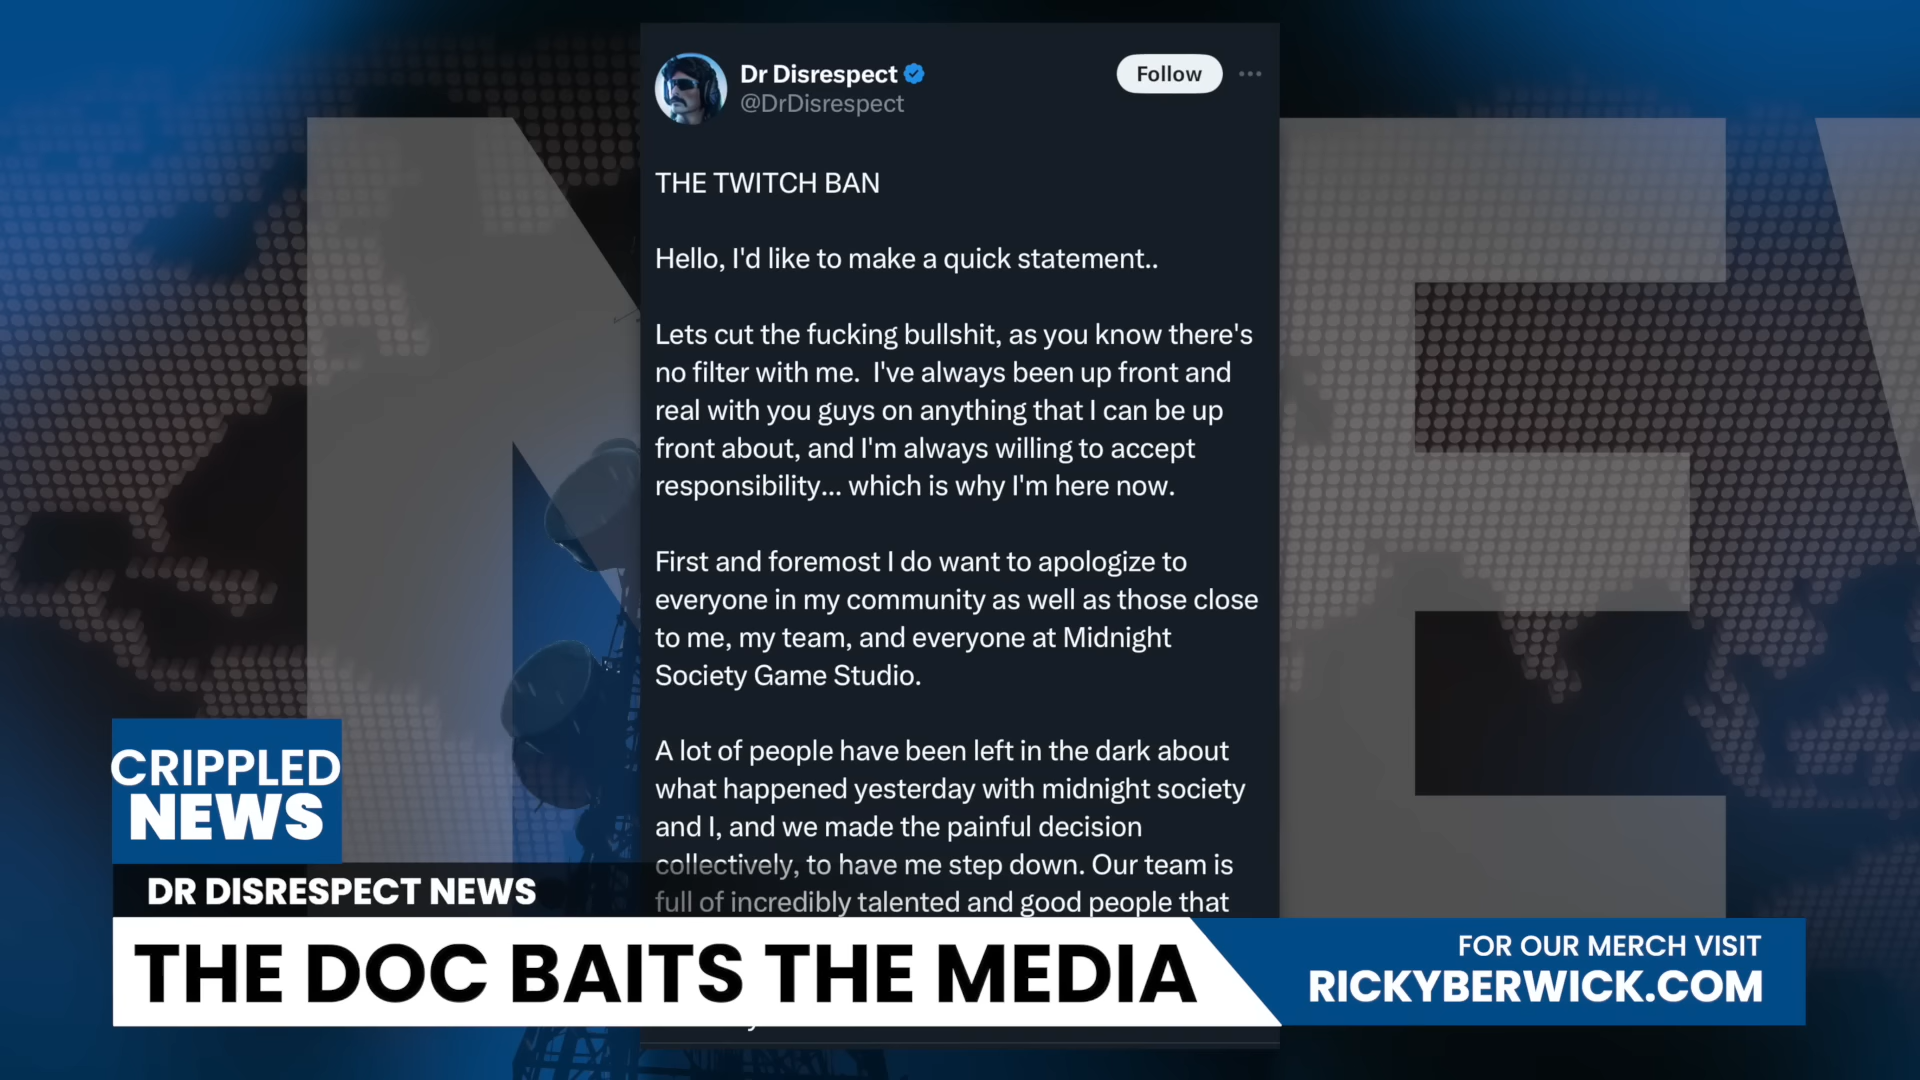 Dr Disrespect
@DrDisrespect
Follow
THE TWITCH BAN
Hello, I'd like to make a quick statement..
Lets cut the fucking bullshit, as you know there's
no filter with me.  I've always been up front and
real with you guys on anything that I can be up
front about, and I'm always willing to accept
responsibility... which is why I'm here now.
First and foremost I do want to apologize to
everyone in my community as well as those close
to me, my team, and everyone at Midnight
Society Game Studio.
A lot of people have been left in the dark about
what happened yesterday with midnight society
and I, and we made the painful decision
collectively, to have me step down. Our team is
full of incredibly talented and good people that
CRIPPLED
NEWS
DR DISRESPECT NEWS
THE DOC BAITS THE MEDIA
FOR OUR MERCH VISIT
RICKYBERWICK.COM